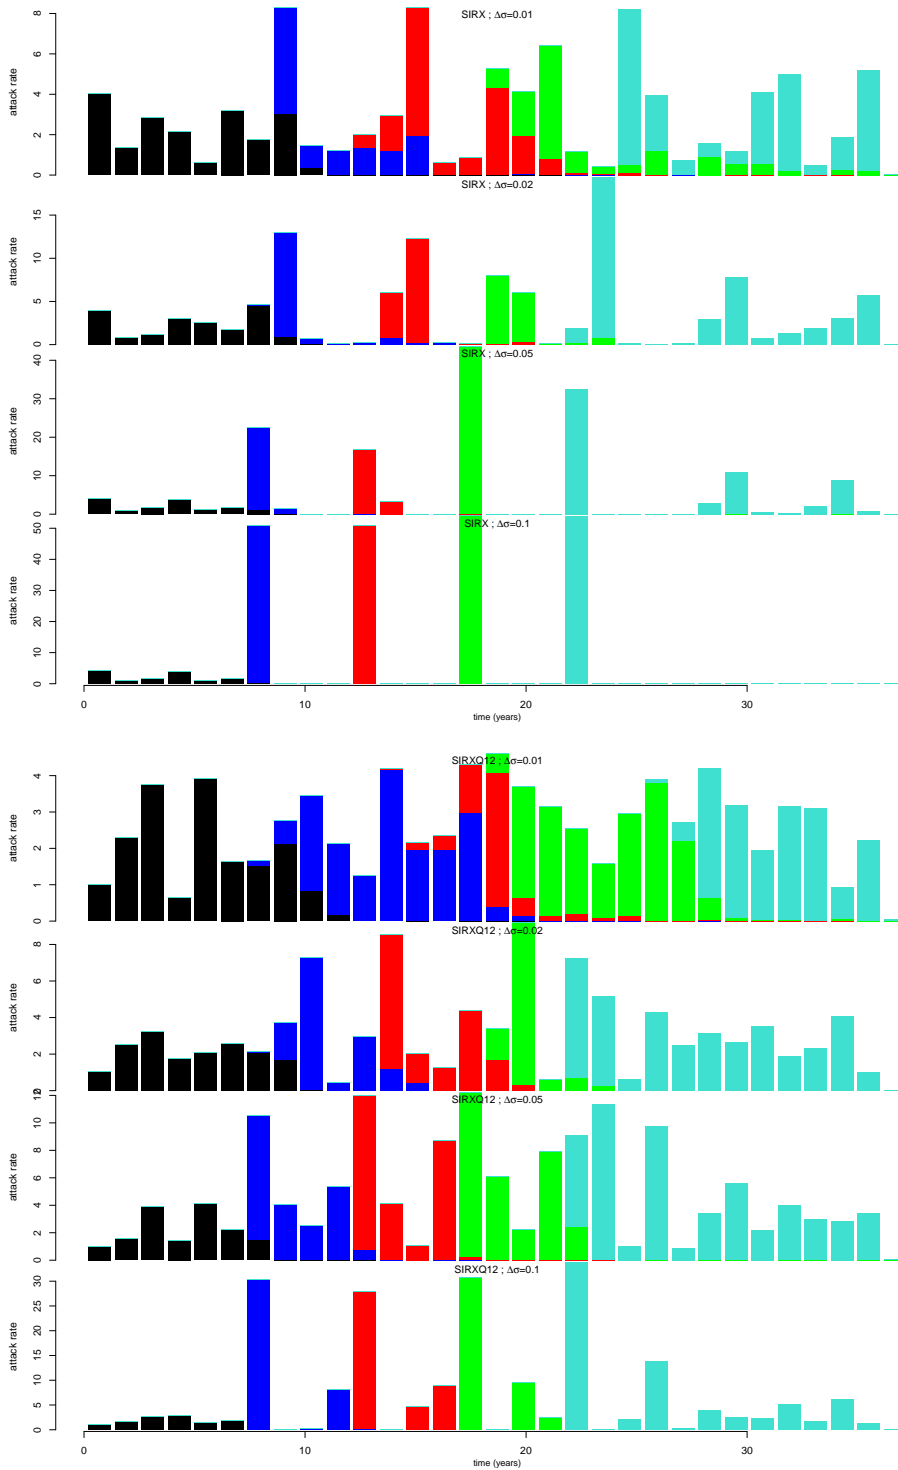 SIRX ; Δσ=0.01
attack rate
8
6
4
2
0
SIRX ; Δσ=0.02
attack rate
15
10
5
0
SIRX ; Δσ=0.05
attack rate
40
30
20
10
0
SIRX ; Δσ=0.1
attack rate
50
40
30
20
10
0
0 10 20 30
time (years)
SIRXQ12 ; Δσ=0.01
attack rate
4
3
2
1
0
SIRXQ12 ; Δσ=0.02
attack rate
8
6
4
2
0
SIRXQ12 ; Δσ=0.05
attack rate
12
10
8
6
4
2
0
SIRXQ12 ; Δσ=0.1
attack rate
30
25
20
15
10
5
0
0 10 20 30
time (years)